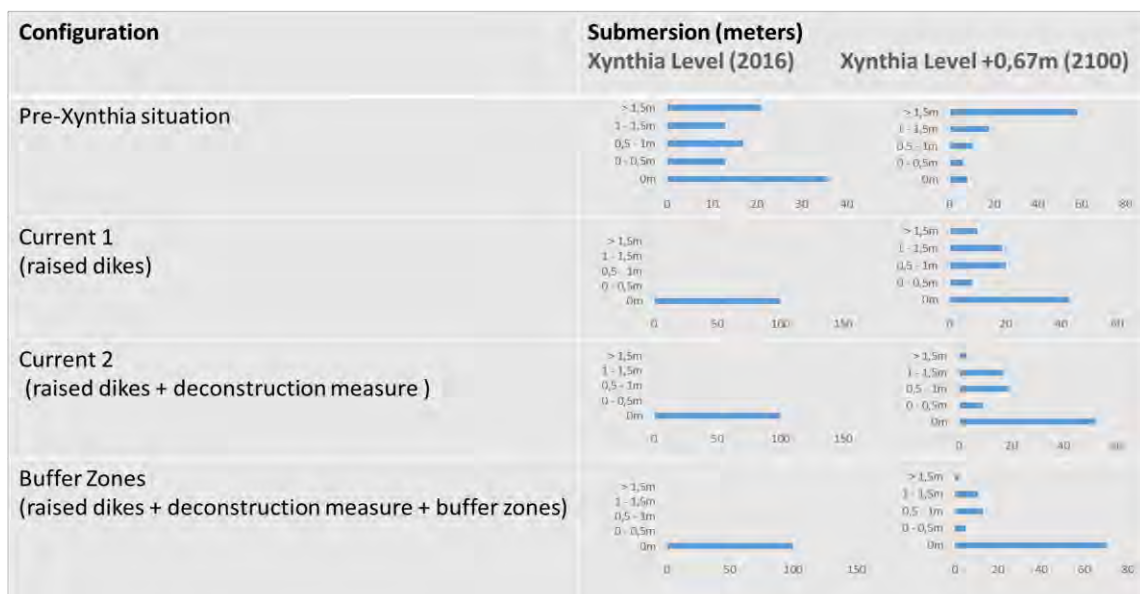 Configuration
Submersion (meters)
Xynthia Level (2016)
Xynthia Level +0,67m (2100)
Pre-Xynthia situation
> 1,5m
1 - 1,5m
0,5 - 1m
0 - 0,5m
0m
0 10 20 30 40
> 1,5m
1 - 1,5m
0,5 - 1m
0 - 0,5m
0m
0 20 40 60 80
Current 1
(raised dikes)
> 1,5m
1 - 1,5m
0,5 - 1m
0 - 0,5m
0m
0 50 100 150
> 1,5m
1 - 1,5m
0,5 - 1m
0 - 0,5m
0m
0 20 40 60
Current 2
(raised dikes + deconstruction measure )
> 1,5m
1 - 1,5m
0,5 - 1m
0 - 0,5m
0m
0 50 100 150
> 1,5m
1 - 1,5m
0,5 - 1m
0 - 0,5m
0m
0 20 40 60
Buffer Zones
(raised dikes + deconstruction measure + buffer zones)
> 1,5m
1 - 1,5m
0,5 - 1m
0 - 0,5m
0m
0 50 100 150
> 1,5m
1 - 1,5m
0,5 - 1m
0 - 0,5m
0m
0 20 40 60 80